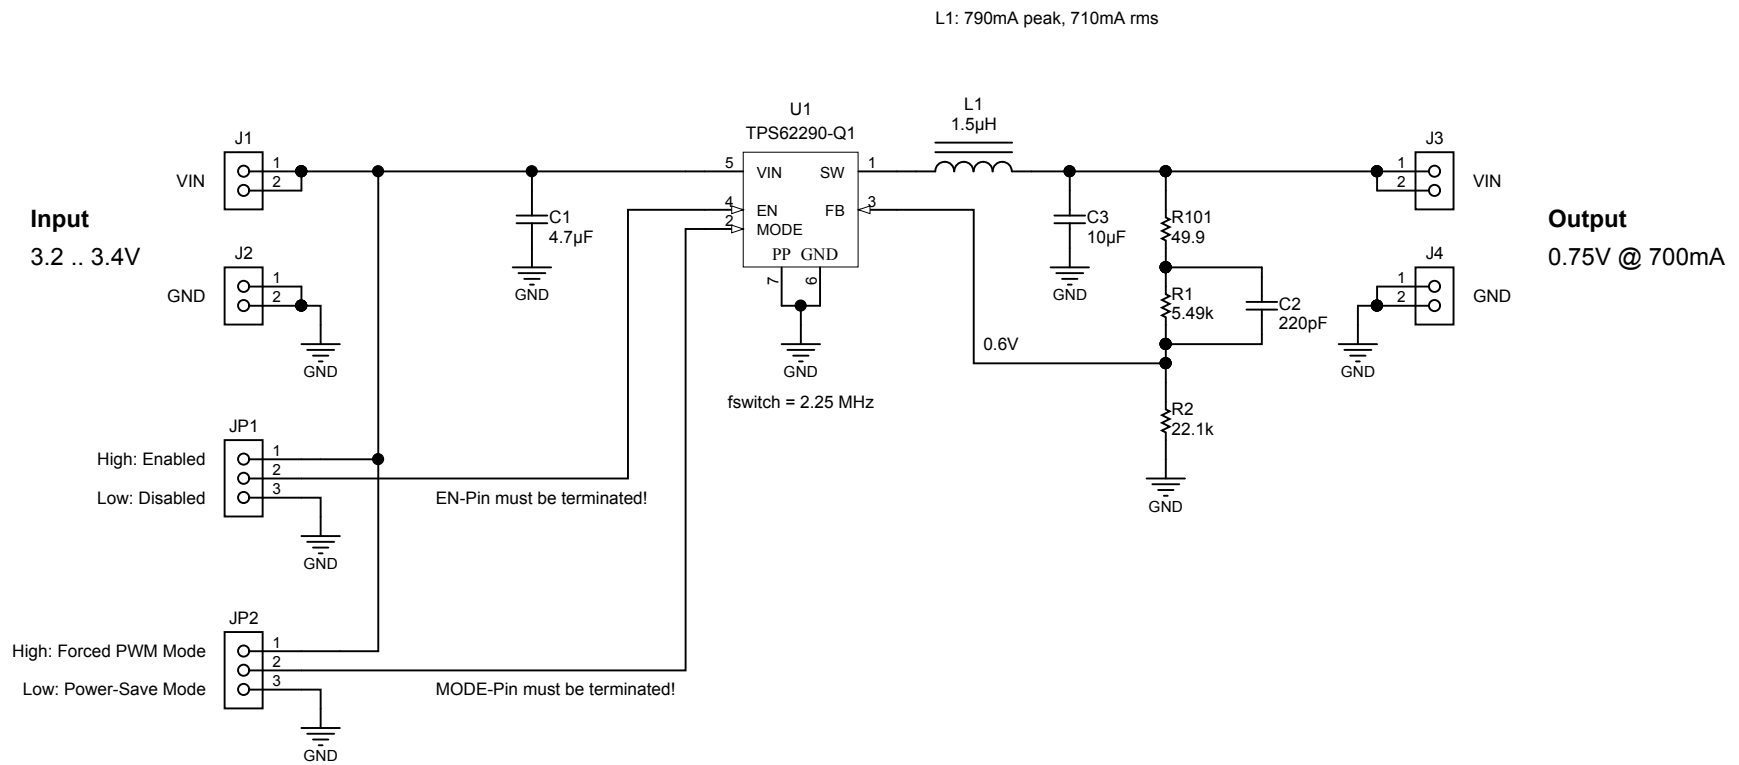 L1: 790mA peak, 710mA rms
U1
TPS62290-Q1
L1
1.5µH
J1
VIN
1
2
5
VIN
SW
1
4
EN
FB
3
2
MODE
PP GND
7
6
GND
fswitch = 2.25 MHz
Input
3.2 .. 3.4V
C1
4.7µF
GND
J2
GND
1
2
GND
C3
10µF
GND
R101
49.9
R1
5.49k
C2
220pF
0.6V
R2
22.1k
GND
J3
1
2
VIN
Output
0.75V @ 700mA
J4
1
2
GND
GND
JP1
High: Enabled
Low: Disabled
1
2
3
EN-Pin must be terminated!
GND
JP2
High: Forced PWM Mode
Low: Power-Save Mode
1
2
3
MODE-Pin must be terminated!
GND